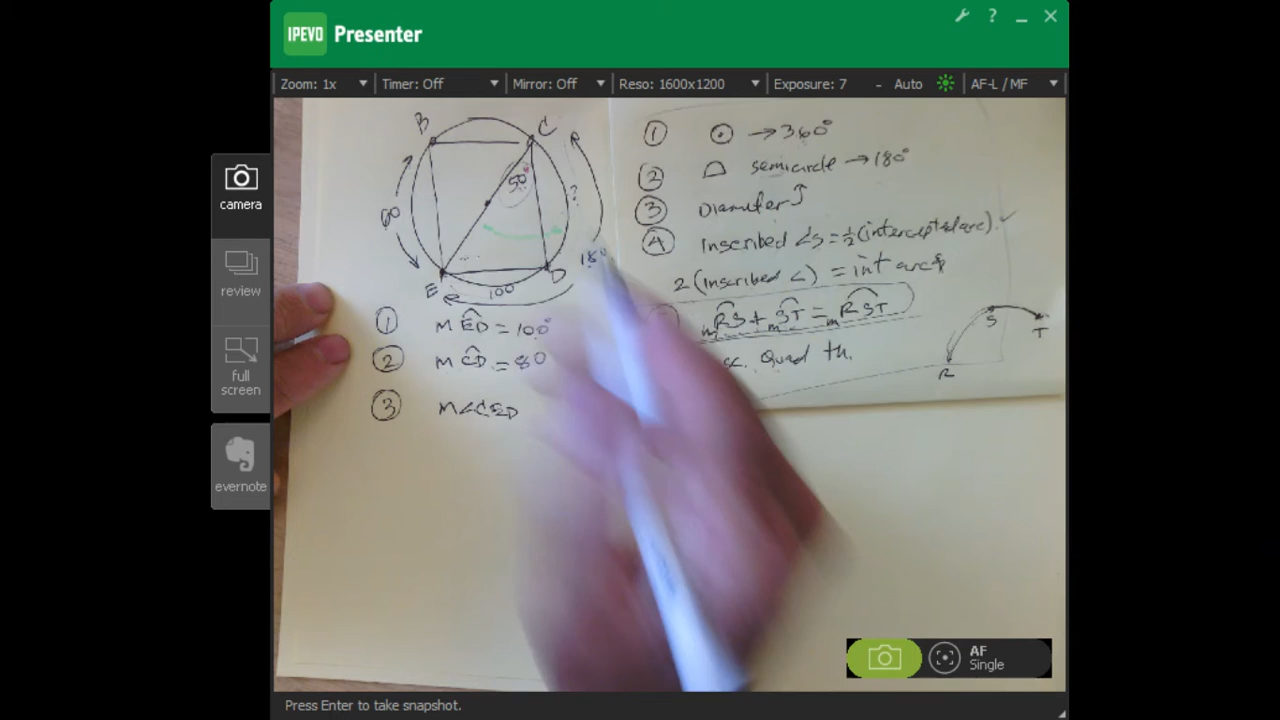 IPEVO Presenter
Zoom: 1x Timer: Off Mirror: Off Reso: 1600x1200 Exposure: 7 - Auto AF-L / MF
camera
review
full
screen
evernote
B
C
50°
60
?
180
E
D
100
① m ED = 100°
② m CD = 80
③ m∠CED
① ⊙ → 360°
② semicircle → 180°
③ Diameter
④ Inscribed ∠s = ½(intercepted arc).
2 (inscribed ∠) = int arcs
mRS + mST = mRST
Quad th.
S
T
R
AF
Single
Press Enter to take snapshot.